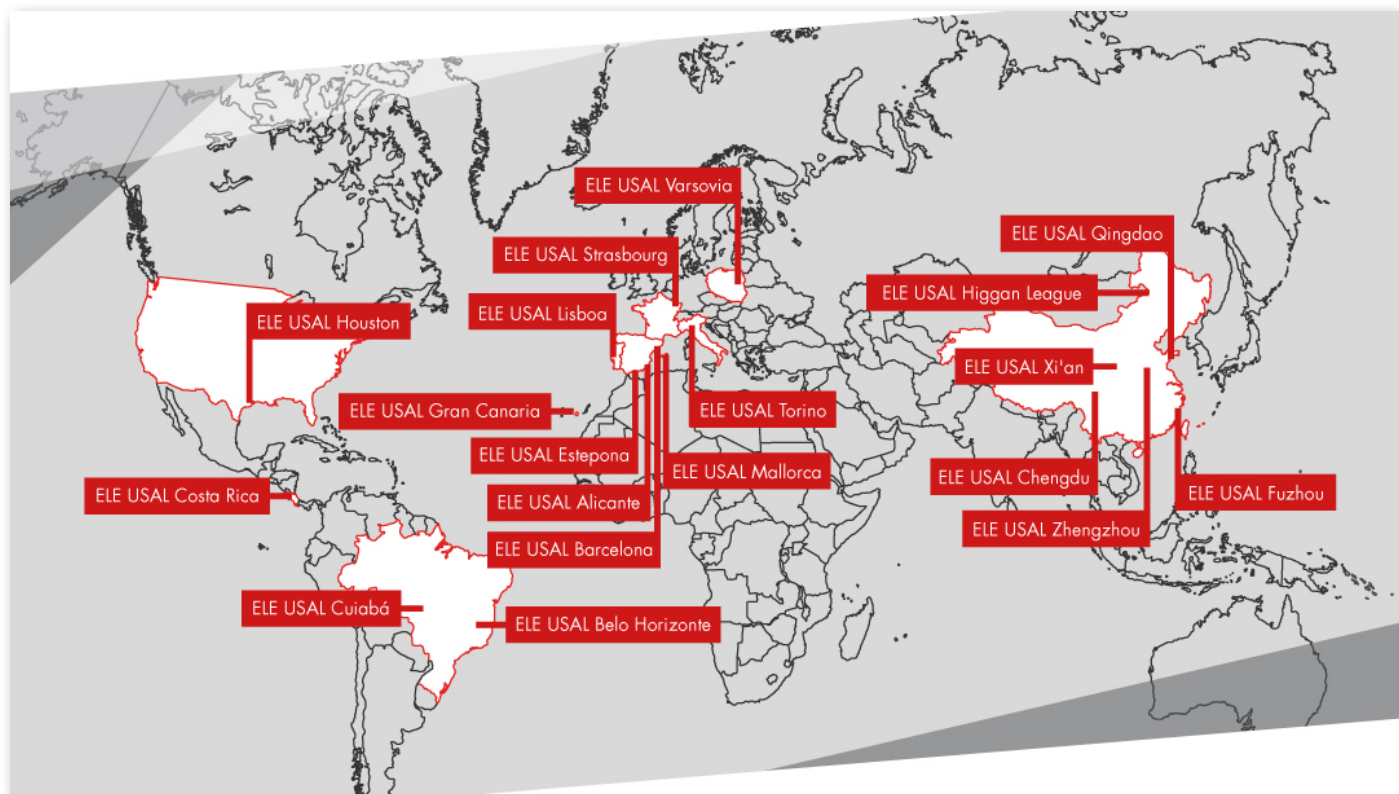 ELE USAL Varsovia
ELE USAL Qingdao
ELE USAL Strasbourg
ELE USAL Higgan League
ELE USAL Lisboa
ELE USAL Houston
ELE USAL Xi'an
ELE USAL Gran Canaria
ELE USAL Torino
ELE USAL Estepona
ELE USAL Mallorca
ELE USAL Chengdu
ELE USAL Fuzhou
ELE USAL Costa Rica
ELE USAL Alicante
ELE USAL Zhengzhou
ELE USAL Barcelona
ELE USAL Cuiabá
ELE USAL Belo Horizonte